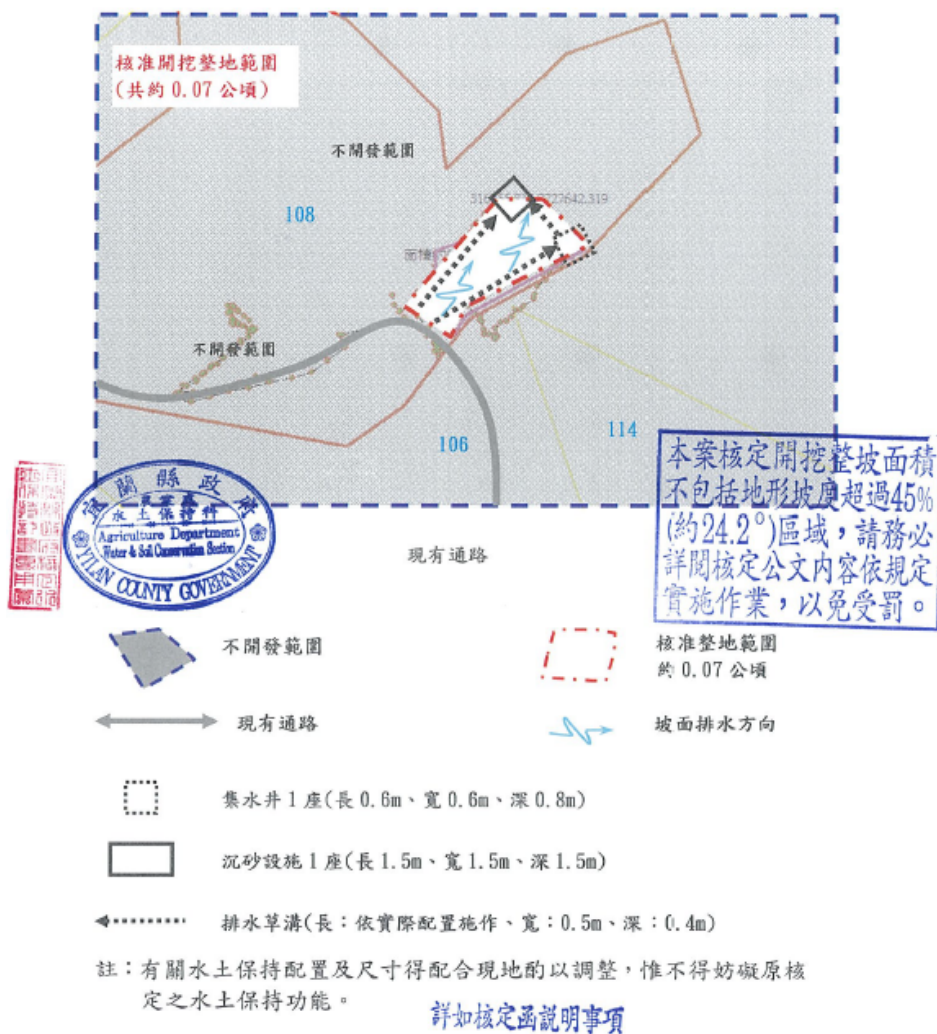 核准開挖整地範圍
(共約 0.07 公頃)
不開發範圍
108
2722642.319
面積
不開發範圍
106
114
宜蘭縣政府
農業處
水土保持科
Agriculture Department
Water & Soil Conservation Section
YILAN COUNTY GOVERNMENT
本案核定開挖整坡面積
不包括地形坡度超過45%
(約24.2°)區域，請務必
詳閱核定公文内容依規定
實施作業，以免受罰。
現有通路
不開發範圍
核准整地範圍
約 0.07 公頃
現有通路
坡面排水方向
集水井 1 座(長 0.6m、寬 0.6m、深 0.8m)
沉砂設施 1 座(長 1.5m、寬 1.5m、深 1.5m)
排水草溝(長：依實際配置施作、寬：0.5m、深：0.4m)
註：有關水土保持配置及尺寸得配合現地酌以調整，惟不得妨礙原核
定之水土保持功能。
詳如核定函説明事項